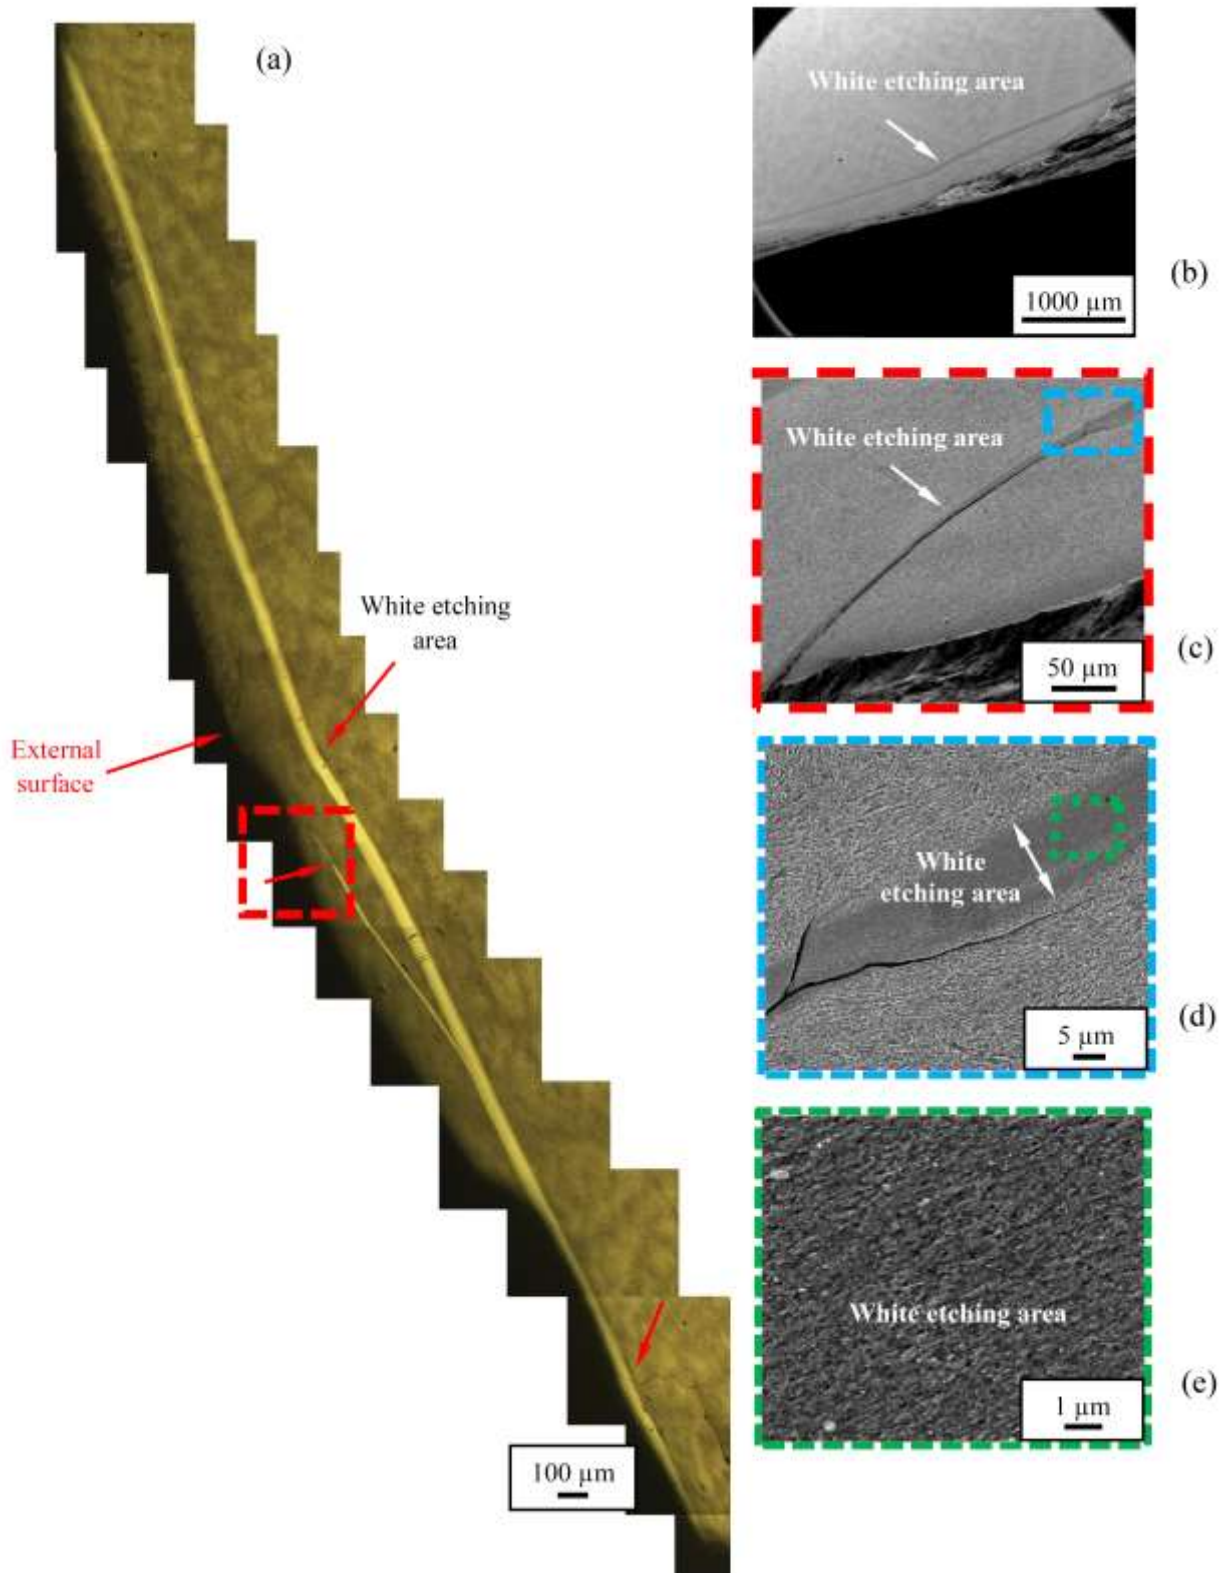 (a)
White etching
area
External
surface
100 µm
White etching area
1000 µm
(b)
White etching area
50 µm
(c)
White
etching area
5 µm
(d)
White etching area
1 µm
(e)